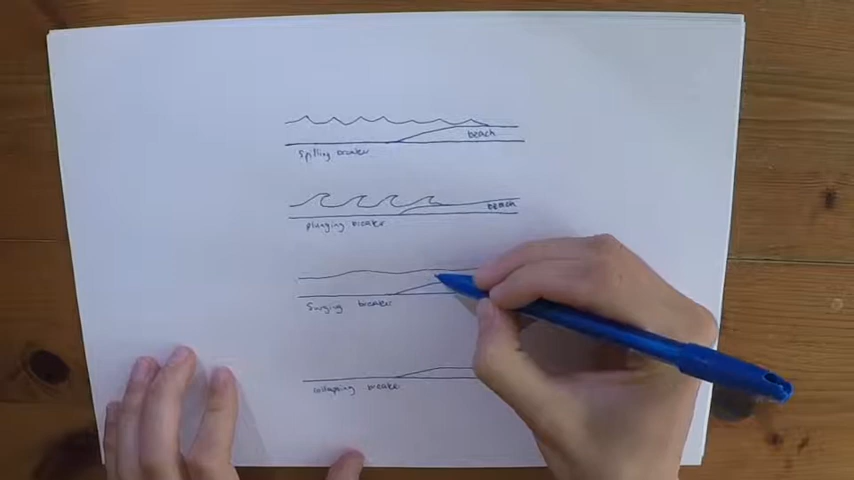 beach
Spilling breaker
beach
plunging breaker
Surging breaker
collapsing breaker